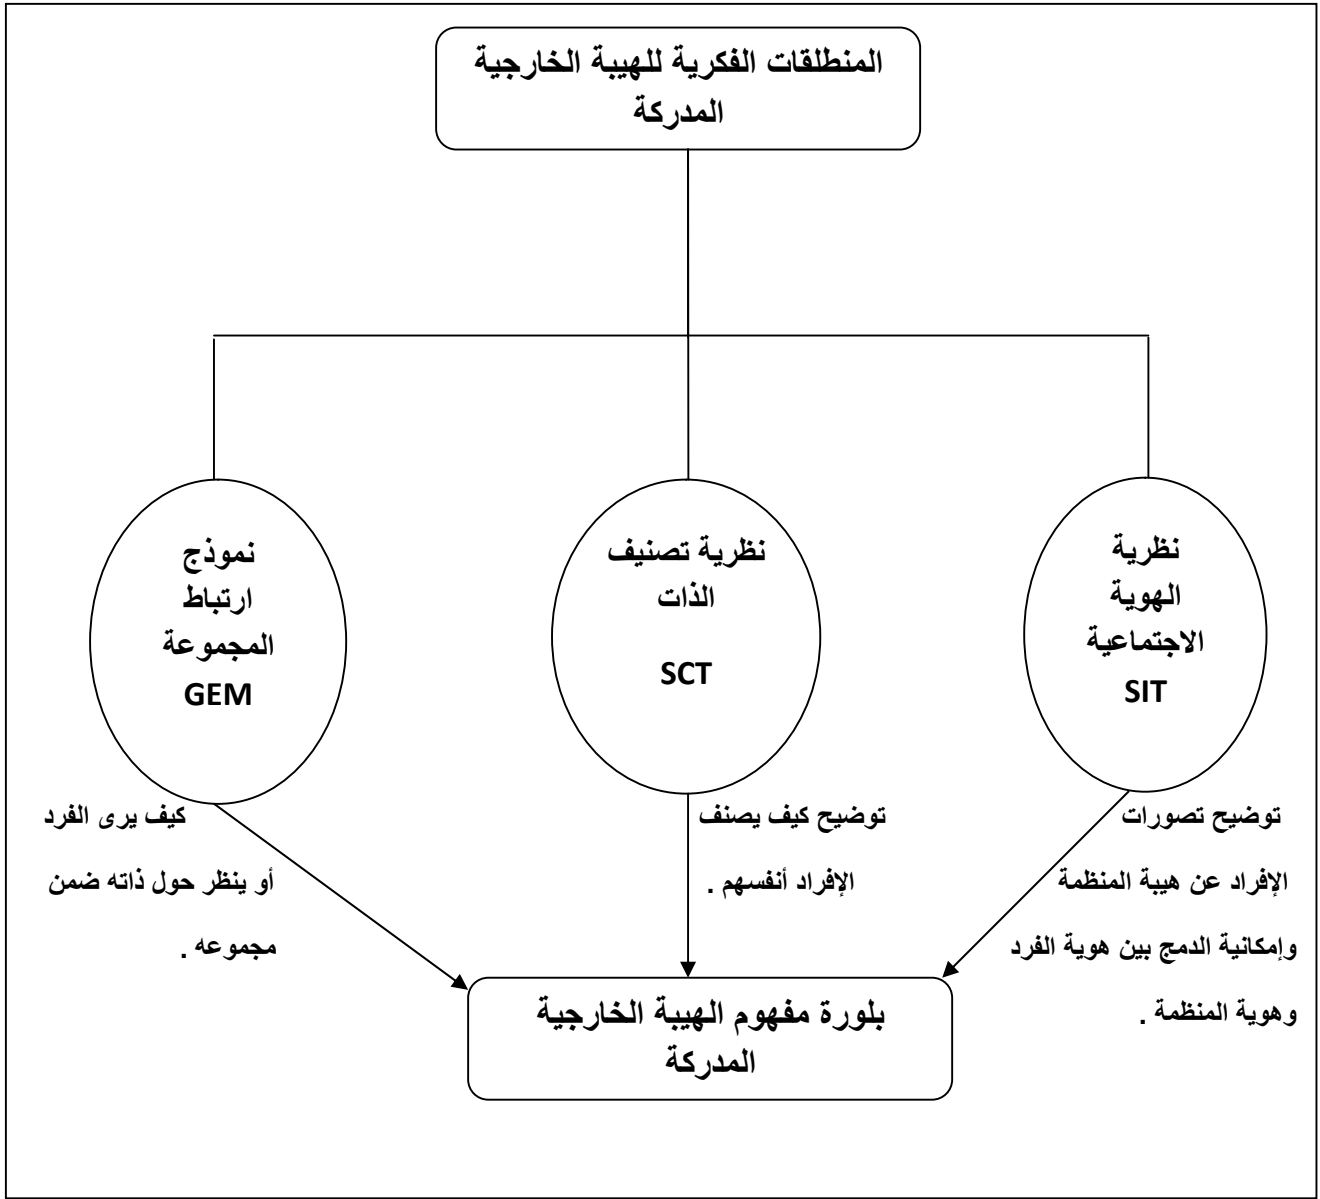 المنطلقات الفكرية للهيبة الخارجية
المدركة
نظرية
الهوية
الاجتماعية
SIT
نظرية تصنيف
الذات
SCT
نموذج
ارتباط
المجموعة
GEM
توضيح تصورات
الإفراد عن هيبة المنظمة
وإمكانية الدمج بين هوية الفرد
وهوية المنظمة .
توضيح كيف يصنف
الإفراد أنفسهم .
كيف يرى الفرد
أو ينظر حول ذاته ضمن
مجموعه .
بلورة مفهوم الهيبة الخارجية
المدركة